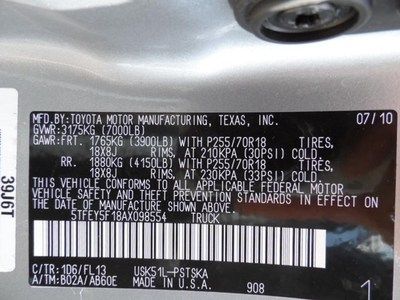 MFD.BY:TOYOTA MOTOR MANUFACTURING, TEXAS, INC. 07/10
GVWR:3175KG (7000LB)
GAWR:FRT. 1765KG (3900LB) WITH P255/70R18 TIRES,
18X8J RIMS, AT 210KPA (30PSI) COLD.
RR. 1880KG (4150LB) WITH P255/70R18 TIRES,
18X8J RIMS, AT 230KPA (33PSI) COLD.
THIS VEHICLE CONFORMS TO ALL APPLICABLE FEDERAL MOTOR
VEHICLE SAFETY AND THEFT PREVENTION STANDARDS IN EFFECT
ON THE DATE OF MANUFACTURE SHOWN ABOVE.
5TFEY5F18AX098554 TRUCK
C/TR:1D6/FL13 USK51L-PSTSKA
A/TM:B02A/AB60E 908 1
39J6T